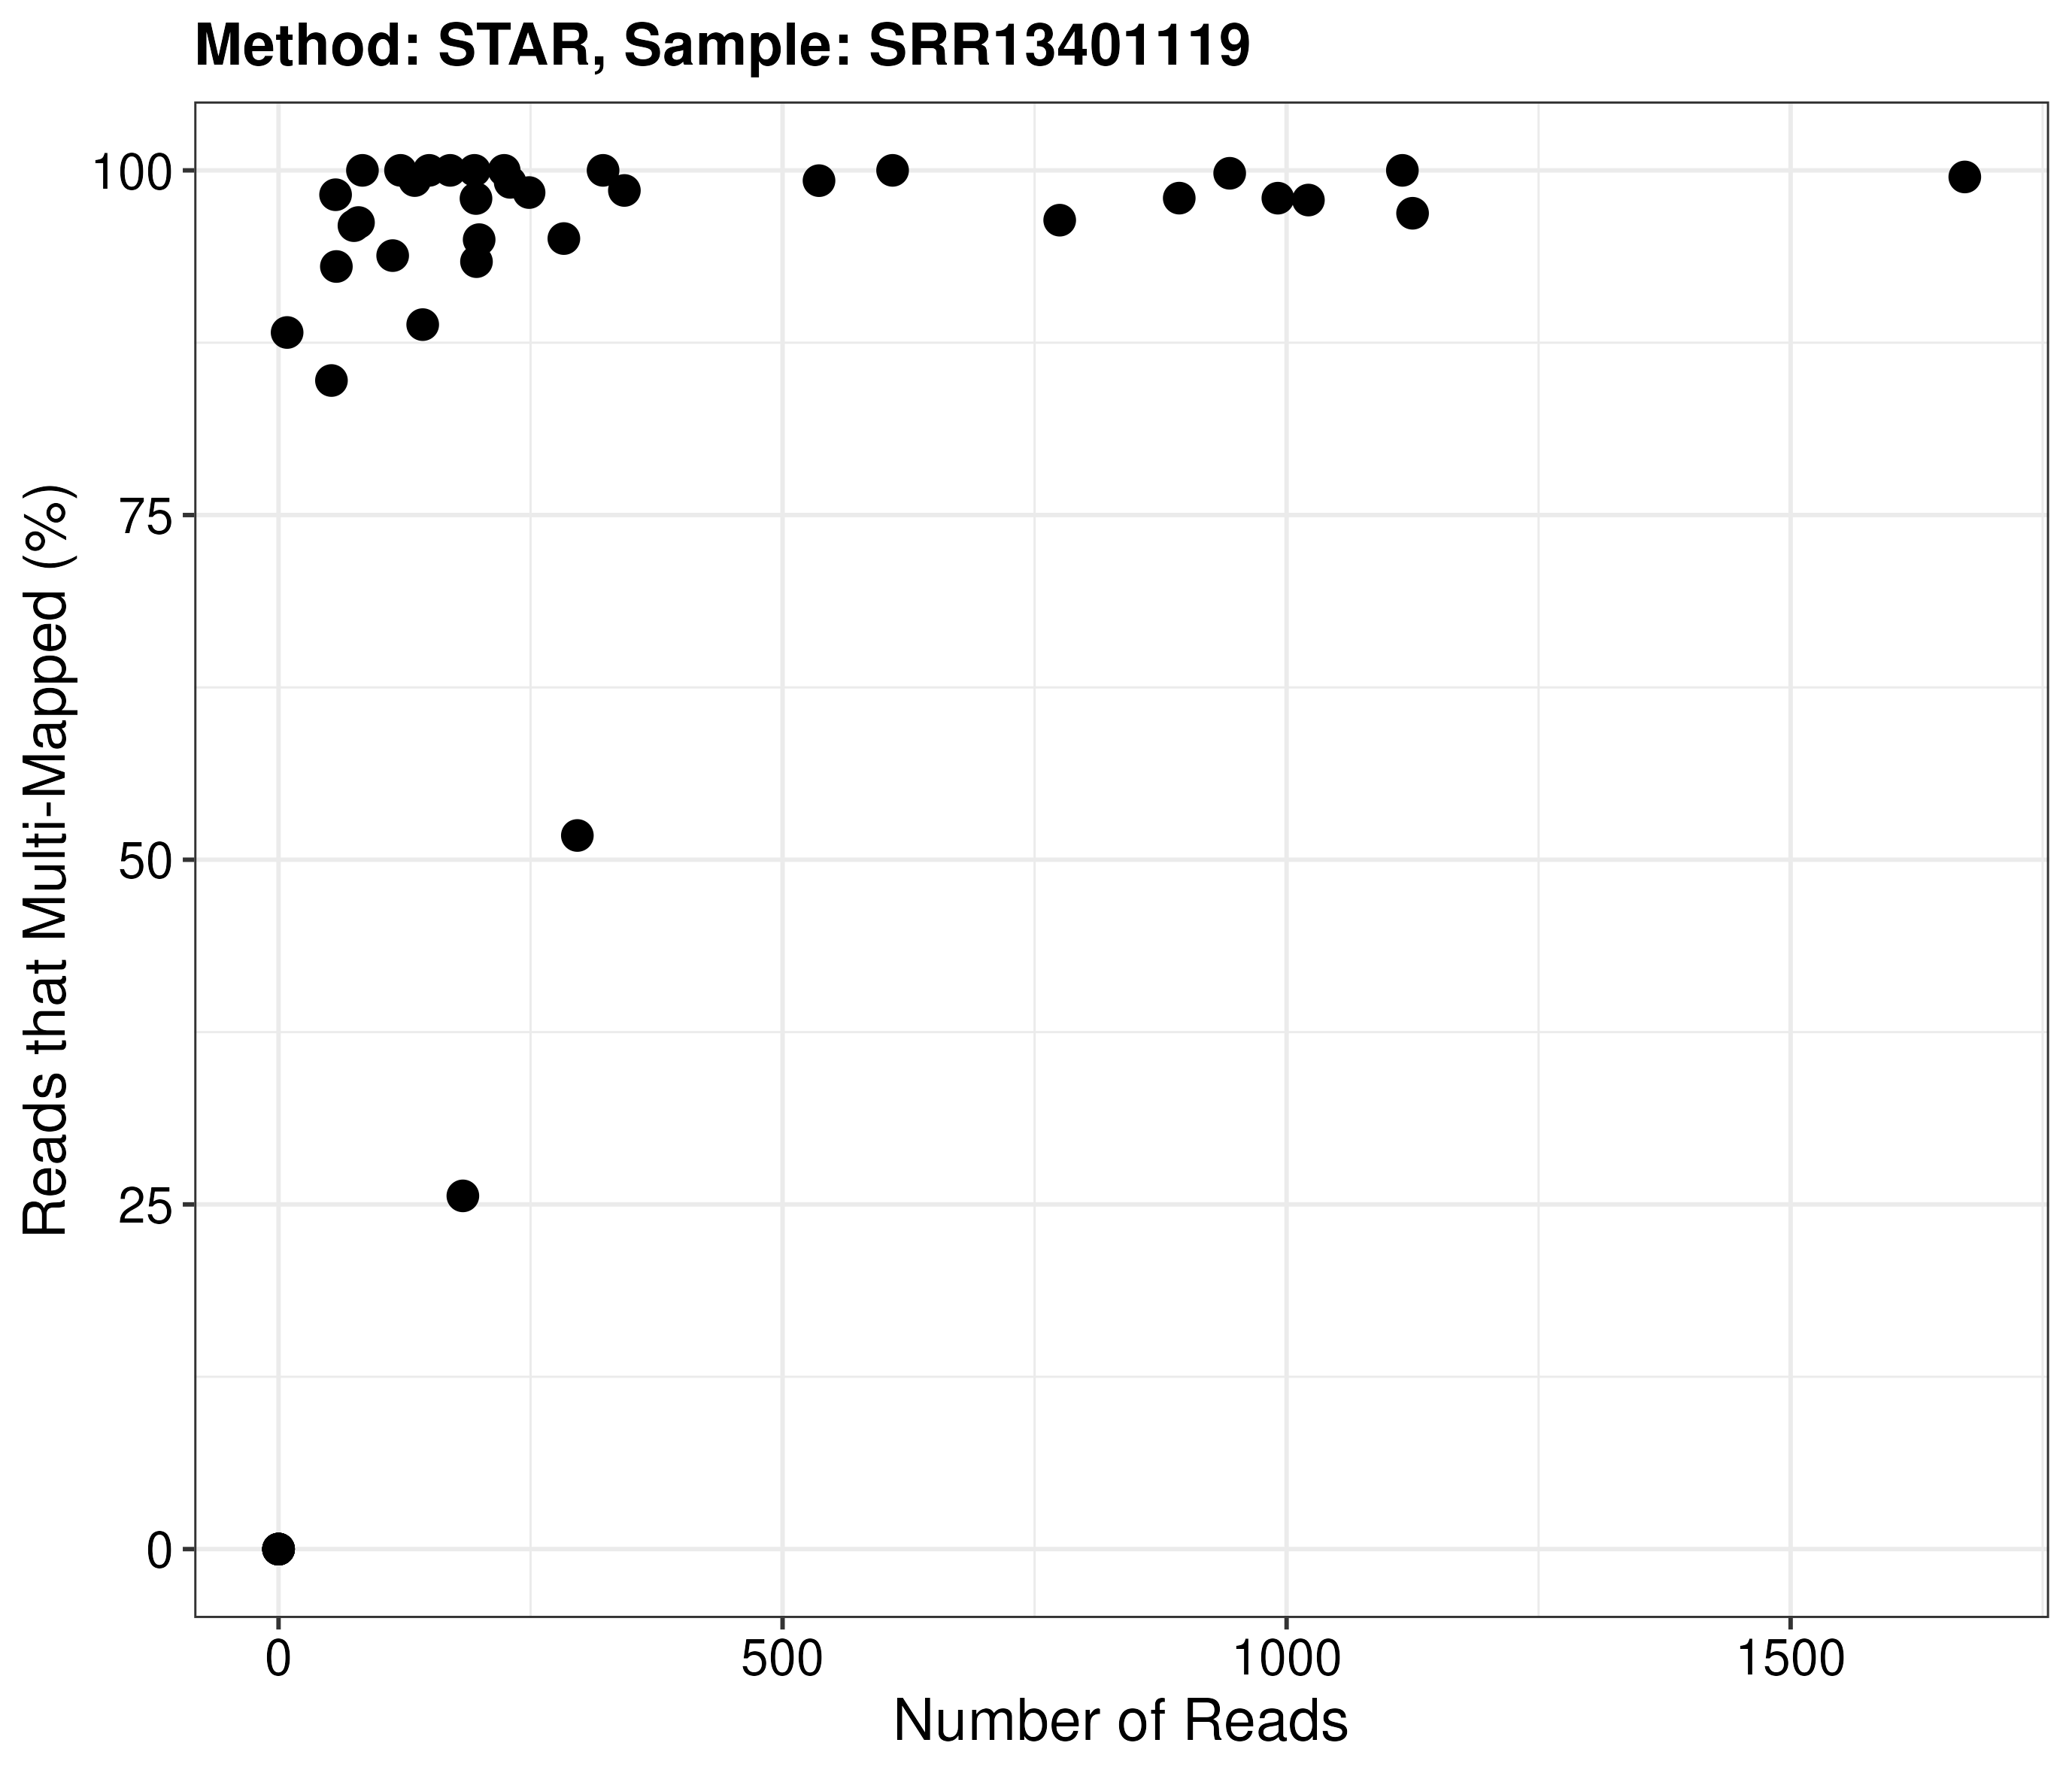 Method: STAR, Sample: SRR13401119
100
75
50
25
0
Reads that Multi-Mapped (%)
0 500 1000 1500
Number of Reads